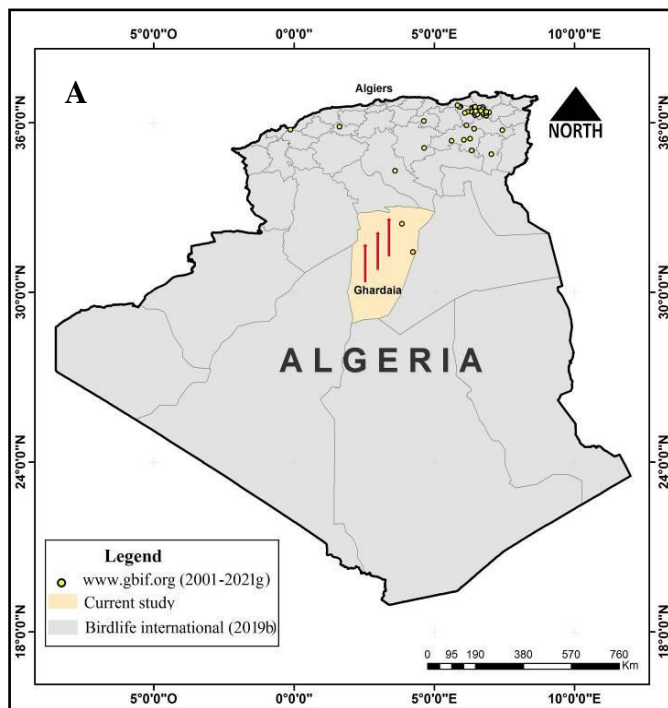 5°0'0"O 0°0'0" 5°0'0"E 10°0'0"E
A
Algiers
NORTH
36°0'0"N
36°0'0"N
30°0'0"N
30°0'0"N
Ghardaia
ALGERIA
24°0'0"N
24°0'0"N
Legend
www.gbif.org (2001-2021g)
Current study
Birdlife international (2019b)
18°0'0"N
18°0'0"N
0 95 190 380 570 760
Km
5°0'0"O 0°0'0" 5°0'0"E 10°0'0"E